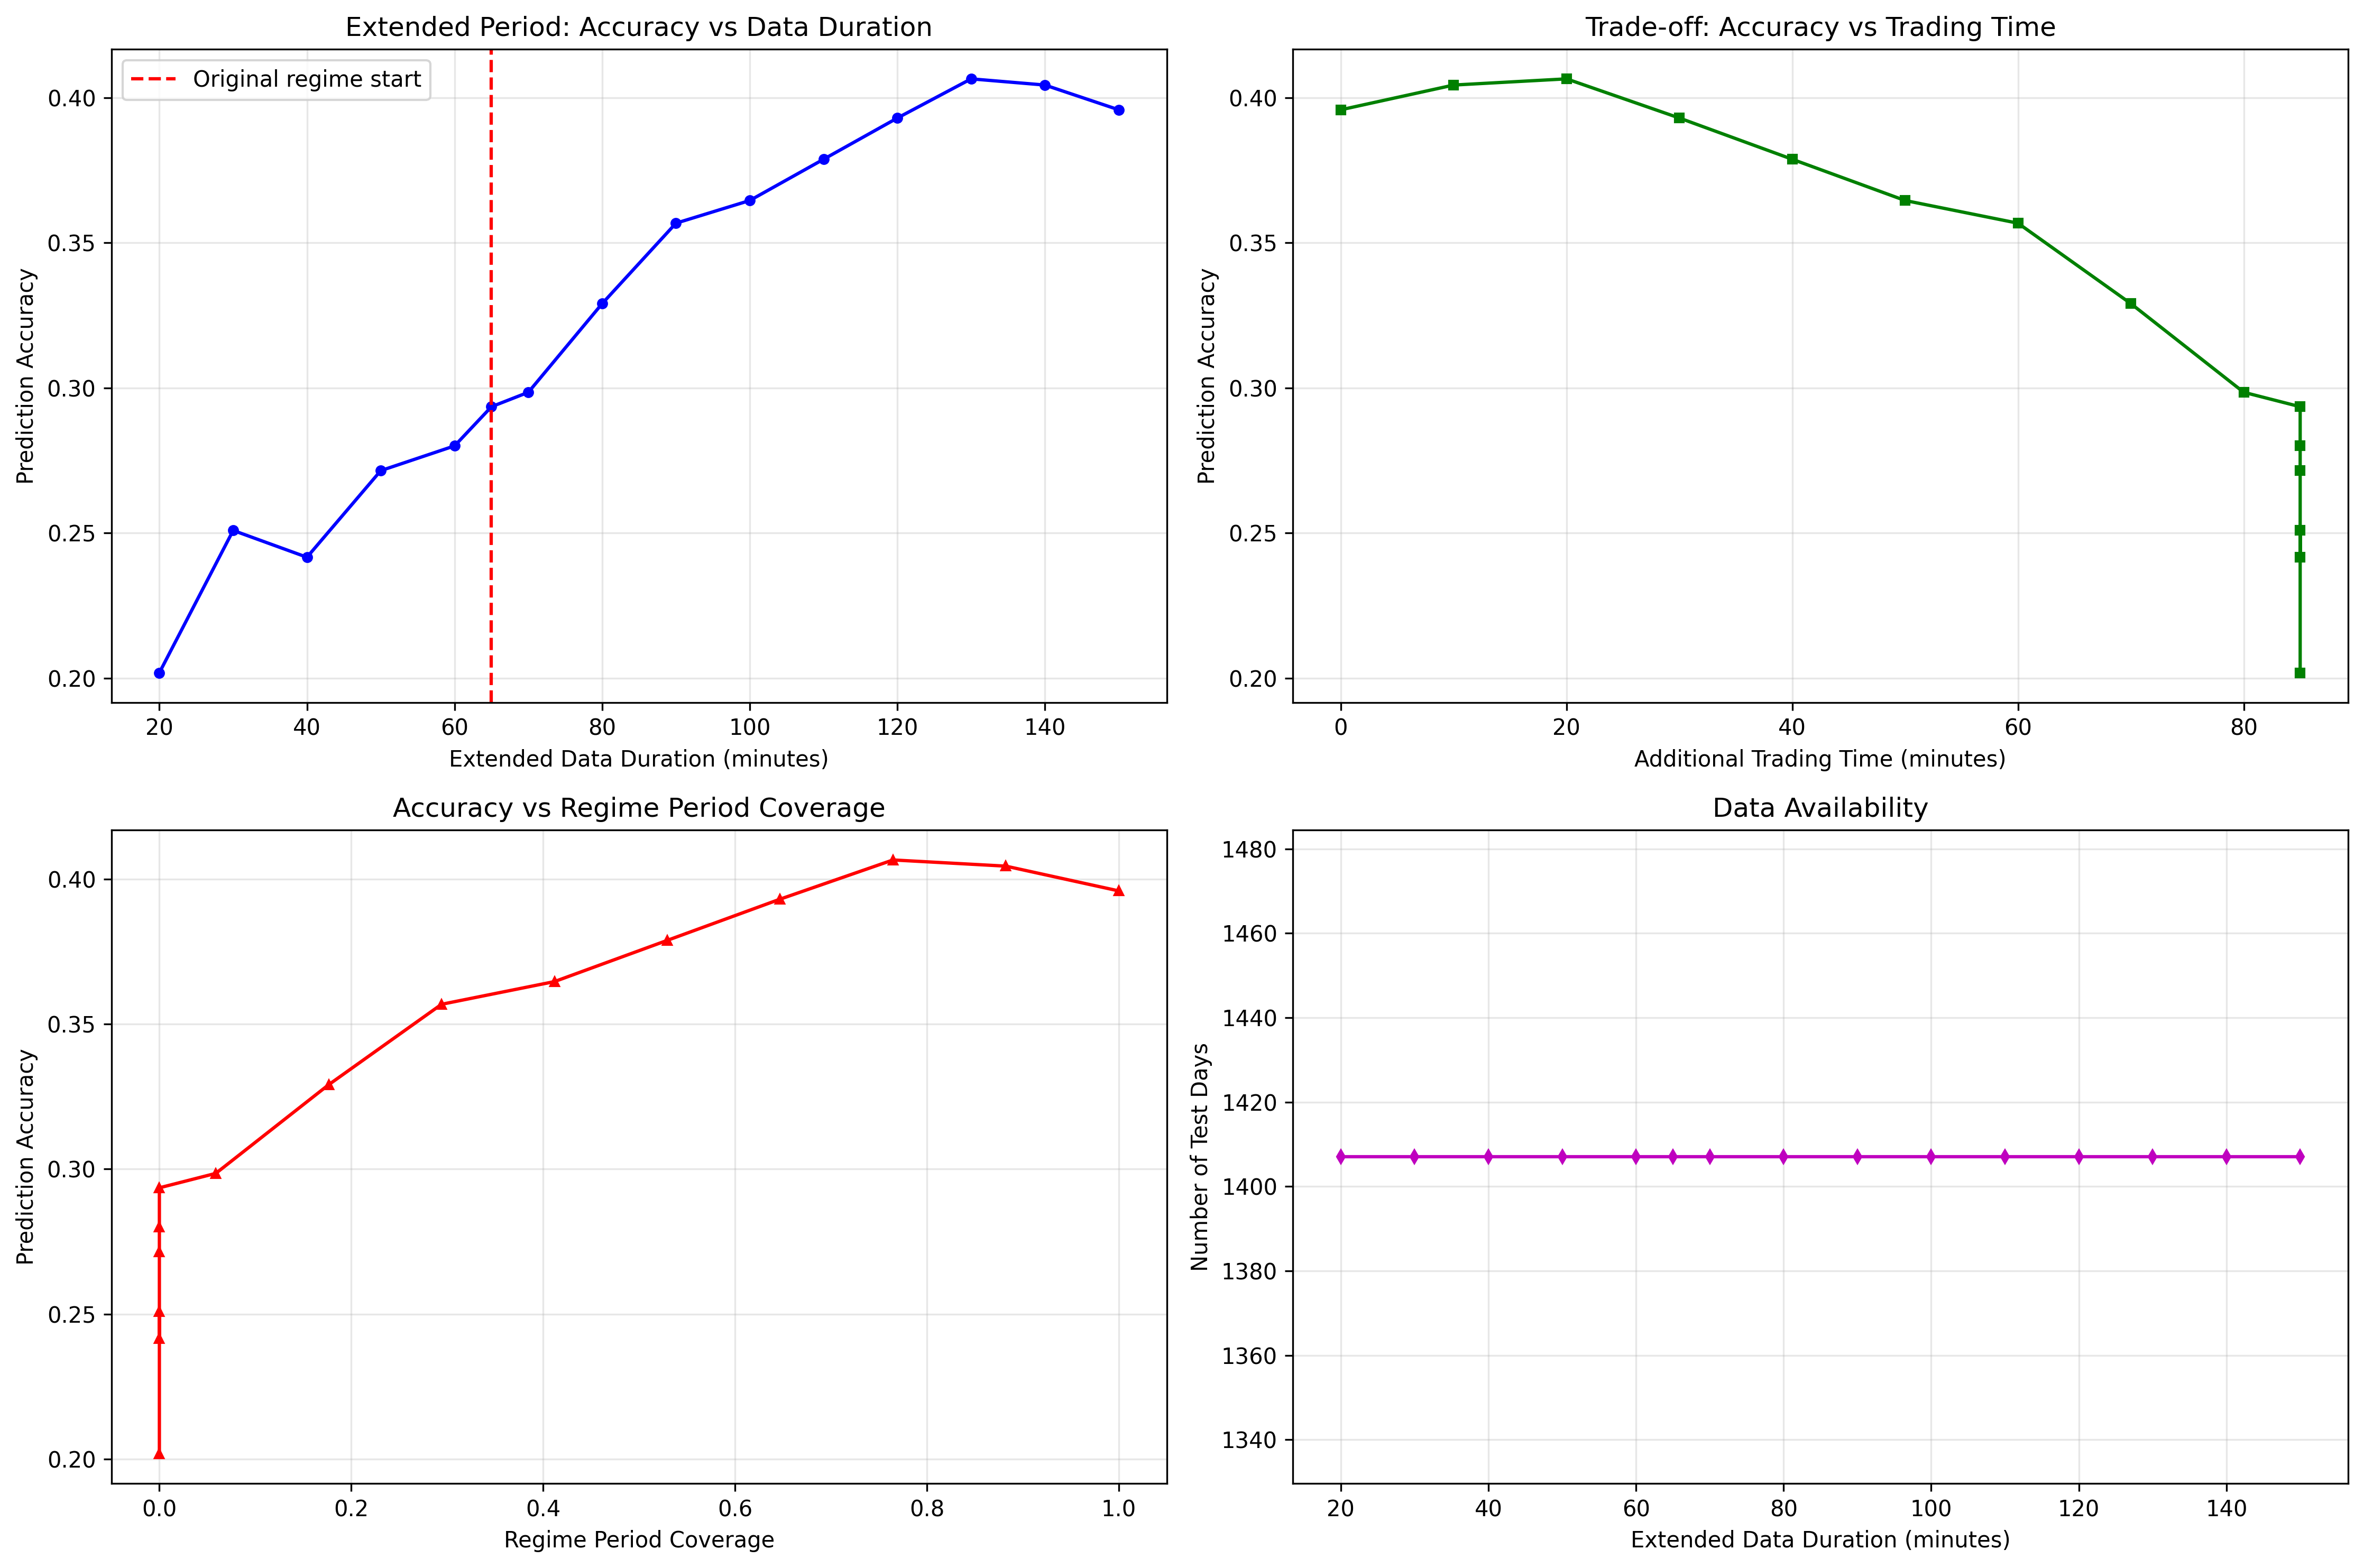 Extended Period: Accuracy vs Data Duration
Original regime start
Prediction Accuracy
0.40
0.35
0.30
0.25
0.20
20 40 60 80 100 120 140
Extended Data Duration (minutes)
Trade-off: Accuracy vs Trading Time
Prediction Accuracy
0.40
0.35
0.30
0.25
0.20
0 20 40 60 80
Additional Trading Time (minutes)
Accuracy vs Regime Period Coverage
Prediction Accuracy
0.40
0.35
0.30
0.25
0.20
0.0 0.2 0.4 0.6 0.8 1.0
Regime Period Coverage
Data Availability
Number of Test Days
1480
1460
1440
1420
1400
1380
1360
1340
20 40 60 80 100 120 140
Extended Data Duration (minutes)